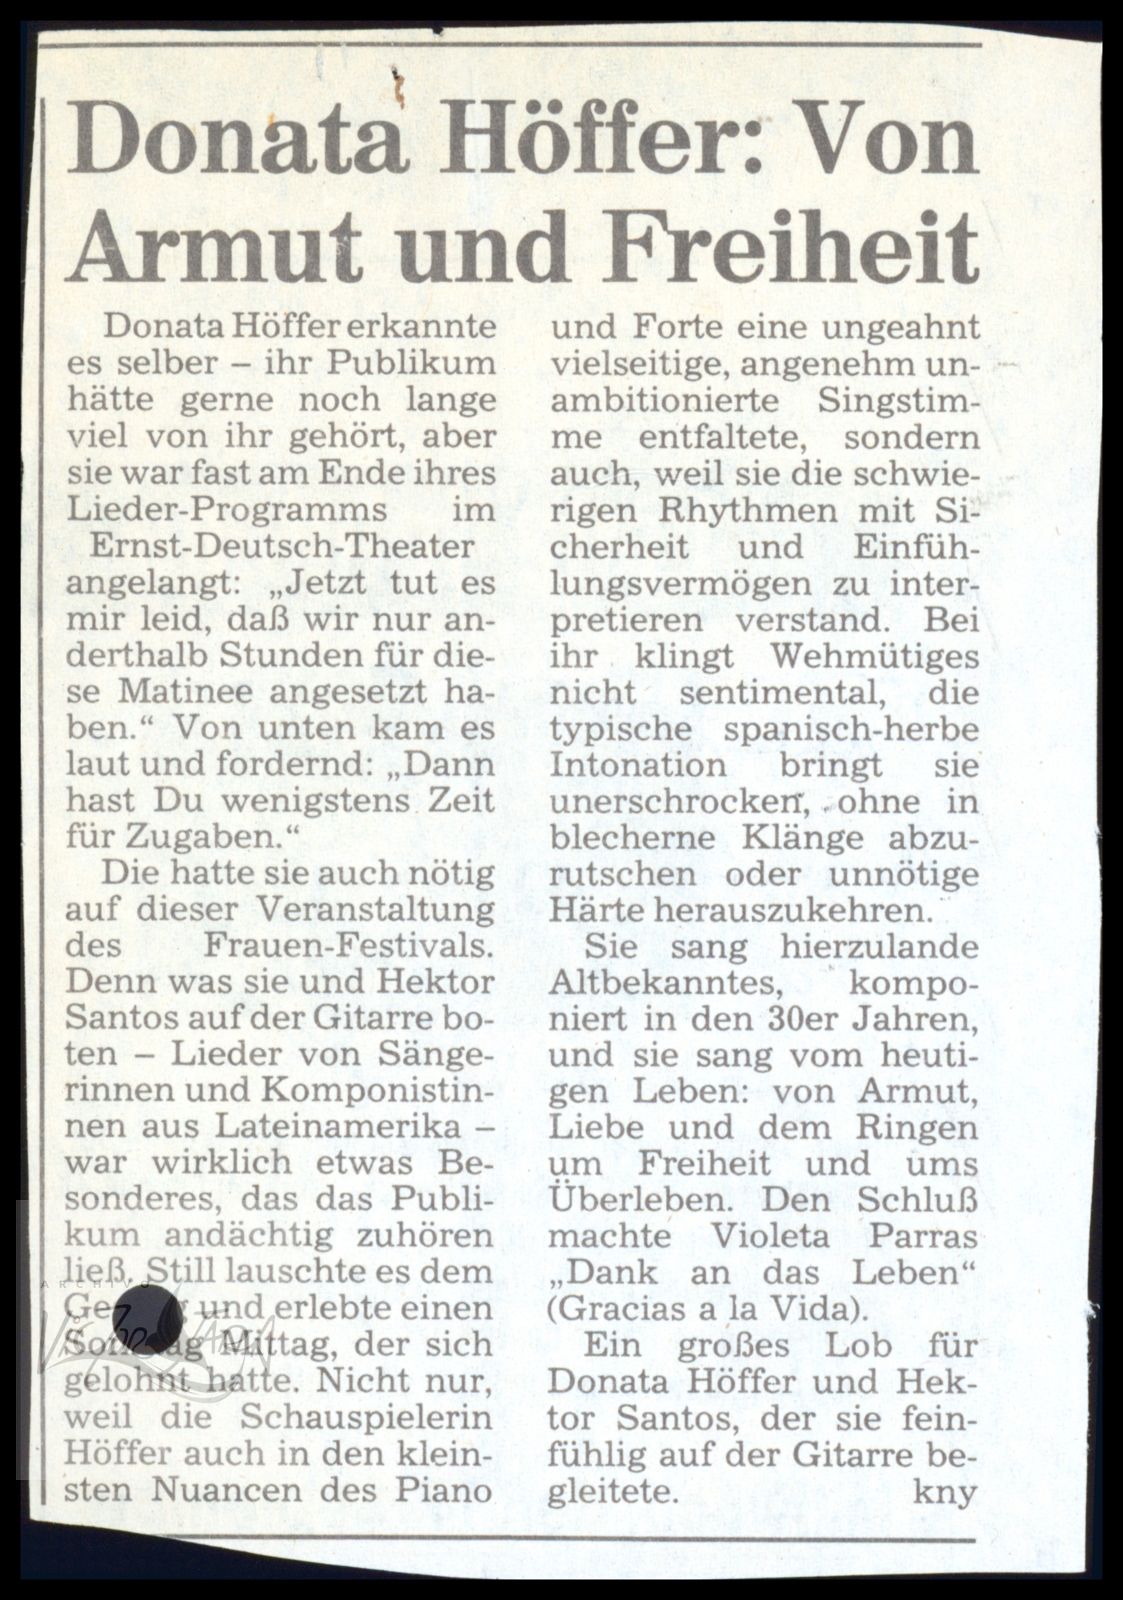 Donata Höffer: Von
Armut und Freiheit
Donata Höffer erkannte
es selber – ihr Publikum
hätte gerne noch lange
viel von ihr gehört, aber
sie war fast am Ende ihres
Lieder-Programms im
Ernst-Deutsch-Theater
angelangt: „Jetzt tut es
mir leid, daß wir nur an-
derthalb Stunden für die-
se Matinee angesetzt ha-
ben.“ Von unten kam es
laut und fordernd: „Dann
hast Du wenigstens Zeit
für Zugaben.“
Die hatte sie auch nötig
auf dieser Veranstaltung
des Frauen-Festivals.
Denn was sie und Hektor
Santos auf der Gitarre bo-
ten – Lieder von Sänge-
rinnen und Komponistin-
nen aus Lateinamerika –
war wirklich etwas Be-
sonderes, das das Publi-
kum andächtig zuhören
ließ. Still lauschte es dem
und erlebte einen
Mittag, der sich
gelohnt hatte. Nicht nur,
weil die Schauspielerin
Höffer auch in den klein-
sten Nuancen des Piano
und Forte eine ungeahnt
vielseitige, angenehm un-
ambitionierte Singstim-
me entfaltete, sondern
auch, weil sie die schwie-
rigen Rhythmen mit Si-
cherheit und Einfüh-
lungsvermögen zu inter-
pretieren verstand. Bei
ihr klingt Wehmütiges
nicht sentimental, die
typische spanisch-herbe
Intonation bringt sie
unerschrocken, ohne in
blecherne Klänge abzu-
rutschen oder unnötige
Härte herauszukehren.
Sie sang hierzulande
Altbekanntes, kompo-
niert in den 30er Jahren,
und sie sang vom heuti-
gen Leben: von Armut,
Liebe und dem Ringen
um Freiheit und ums
Überleben. Den Schluß
machte Violeta Parras
„Dank an das Leben“
(Gracias a la Vida).
Ein großes Lob für
Donata Höffer und Hek-
tor Santos, der sie fein-
fühlig auf der Gitarre be-
gleitete. kny
ARCHIVO